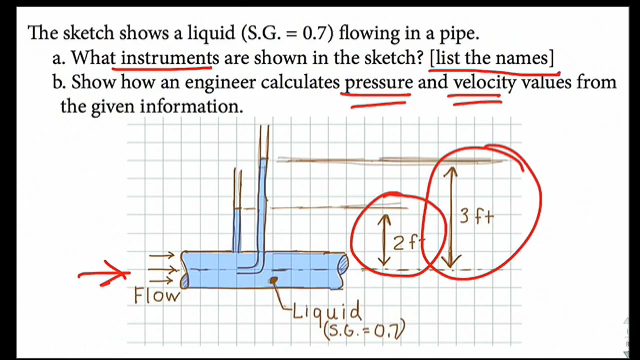 The sketch shows a liquid (S.G. = 0.7) flowing in a pipe.
a. What instruments are shown in the sketch? [list the names]
b. Show how an engineer calculates pressure and velocity values from
the given information.
3 ft
2 ft
Flow
Liquid
(S.G. = 0.7)